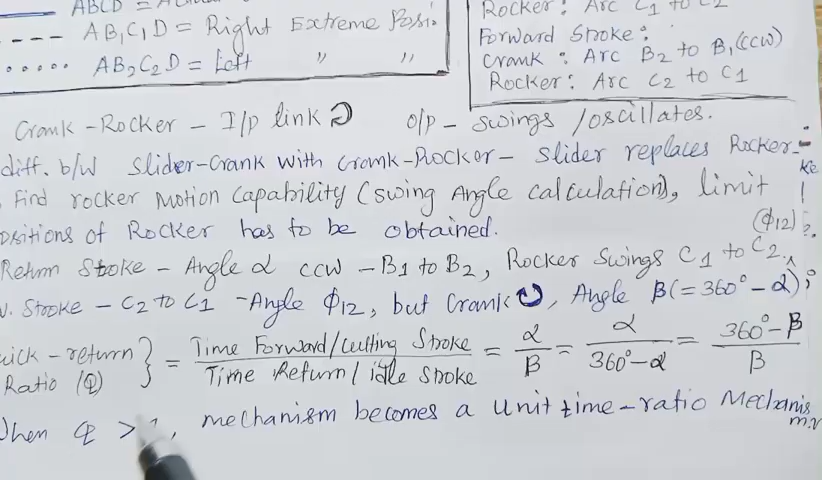 ABCD =
AB₁C₁D = Right Extreme Posi
AB₂C₂D = Left " "
Rocker: Arc C₁ to C₂
Forward Stroke:
Crank: Arc B₂ to B₁ (CCW)
Rocker: Arc C₂ to C₁
Crank-Rocker - I/p link o/p - swings/oscillates.
diff. b/w Slider-Crank with Crank-Rocker - Slider replaces Rocker-
Find rocker Motion Capability (swing Angle calculation), limit
ositions of Rocker has to be obtained. (ϕ12)
Return Stroke - Angle α CCW - B₁ to B₂, Rocker Swings C₁ to C₂
. Stroke - C₂ to C₁ - Angle ϕ12, but Crank ↻, Angle β(=360°-α)
uick-return Ratio (Q) } = Time Forward/Cutting Stroke / Time Return/idle Stroke = α/β = α/(360°-α) = (360°-β)/β
hen Q > 1, mechanism becomes a Unit time-ratio Mechanis
m.